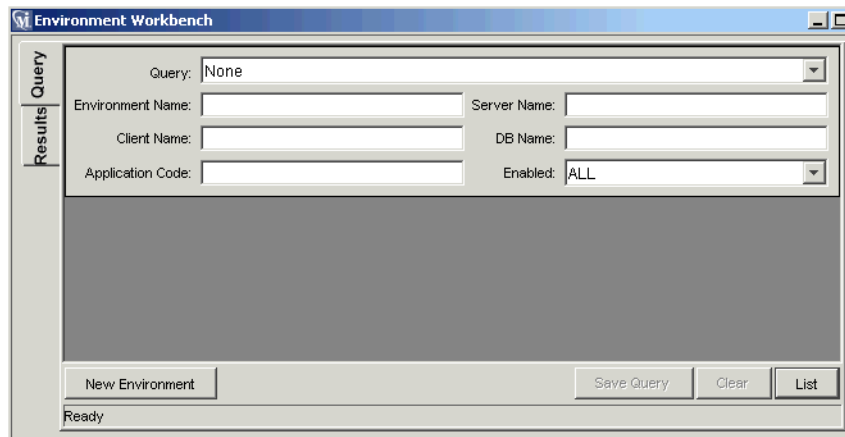 Environment Workbench
Query
Results
Query: None
Environment Name: Server Name:
Client Name: DB Name:
Application Code: Enabled: ALL
New Environment Save Query Clear List
Ready